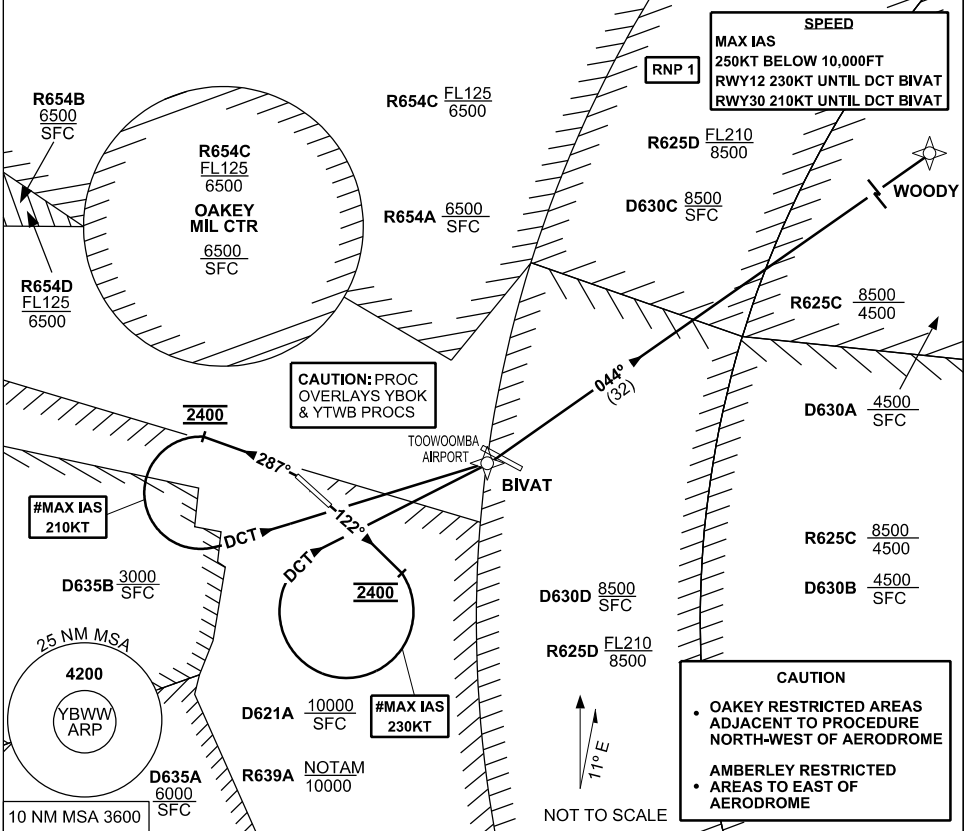 SPEED
MAX IAS
250KT BELOW 10,000FT
RWY12 230KT UNTIL DCT BIVAT
RWY30 210KT UNTIL DCT BIVAT
RNP 1
R654B
6500
SFC
R654C
FL125
6500
OAKEY
MIL CTR
6500
SFC
R654C FL125
6500
R625D FL210
8500
WOODY
R654A 6500
SFC
D630C 8500
SFC
R654D
FL125
6500
R625C 8500
4500
CAUTION: PROC
OVERLAYS YBOK
& YTWB PROCS
044°
(32)
D630A 4500
SFC
2400
TOOWOOMBA
AIRPORT
287°
BIVAT
#MAX IAS
210KT
122°
DCT
R625C 8500
4500
DCT
D635B 3000
SFC
2400
D630D 8500
SFC
D630B 4500
SFC
25 NM MSA
4200
YBWW
ARP
R625D FL210
8500
D621A 10000
SFC
#MAX IAS
230KT
CAUTION
• OAKEY RESTRICTED AREAS
ADJACENT TO PROCEDURE
NORTH-WEST OF AERODROME
• AMBERLEY RESTRICTED
AREAS TO EAST OF
AERODROME
11° E
D635A
6000
SFC
R639A NOTAM
10000
10 NM MSA 3600
NOT TO SCALE